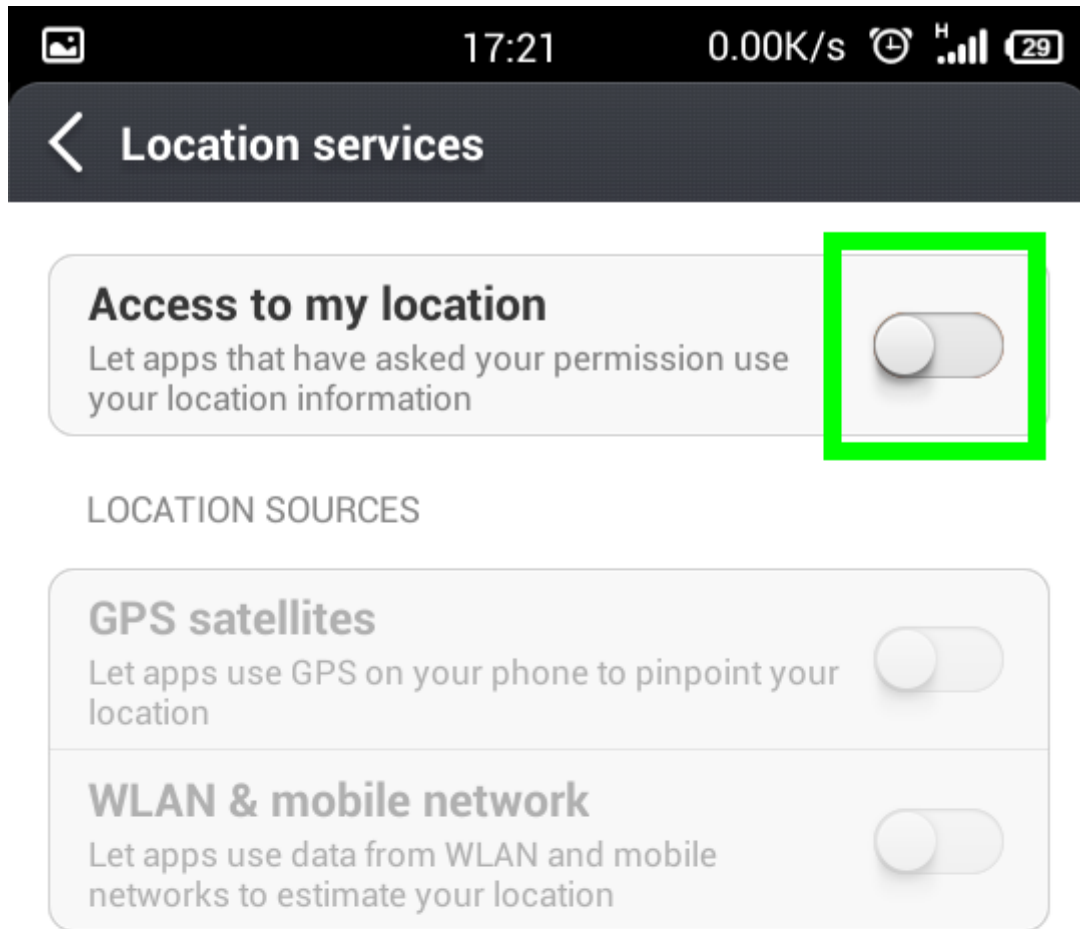 17:21 0.00K/s H 29
Location services
Access to my location
Let apps that have asked your permission use
your location information
LOCATION SOURCES
GPS satellites
Let apps use GPS on your phone to pinpoint your
location
WLAN & mobile network
Let apps use data from WLAN and mobile
networks to estimate your location